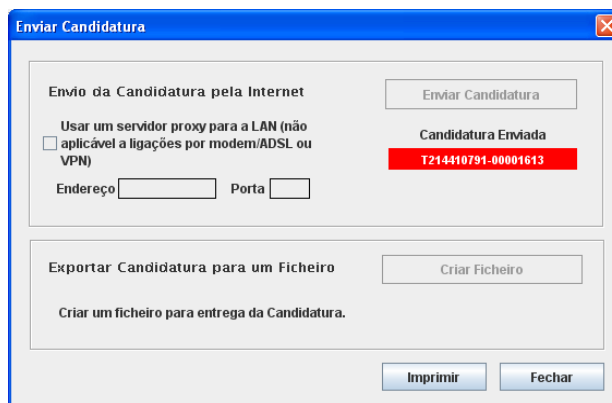 Enviar Candidatura
Envio da Candidatura pela Internet
Enviar Candidatura
Usar um servidor proxy para a LAN (não
aplicável a ligações por modem/ADSL ou
VPN)
Candidatura Enviada
T214410791-00001613
Endereço
Porta
Exportar Candidatura para um Ficheiro
Criar Ficheiro
Criar um ficheiro para entrega da Candidatura.
Imprimir
Fechar